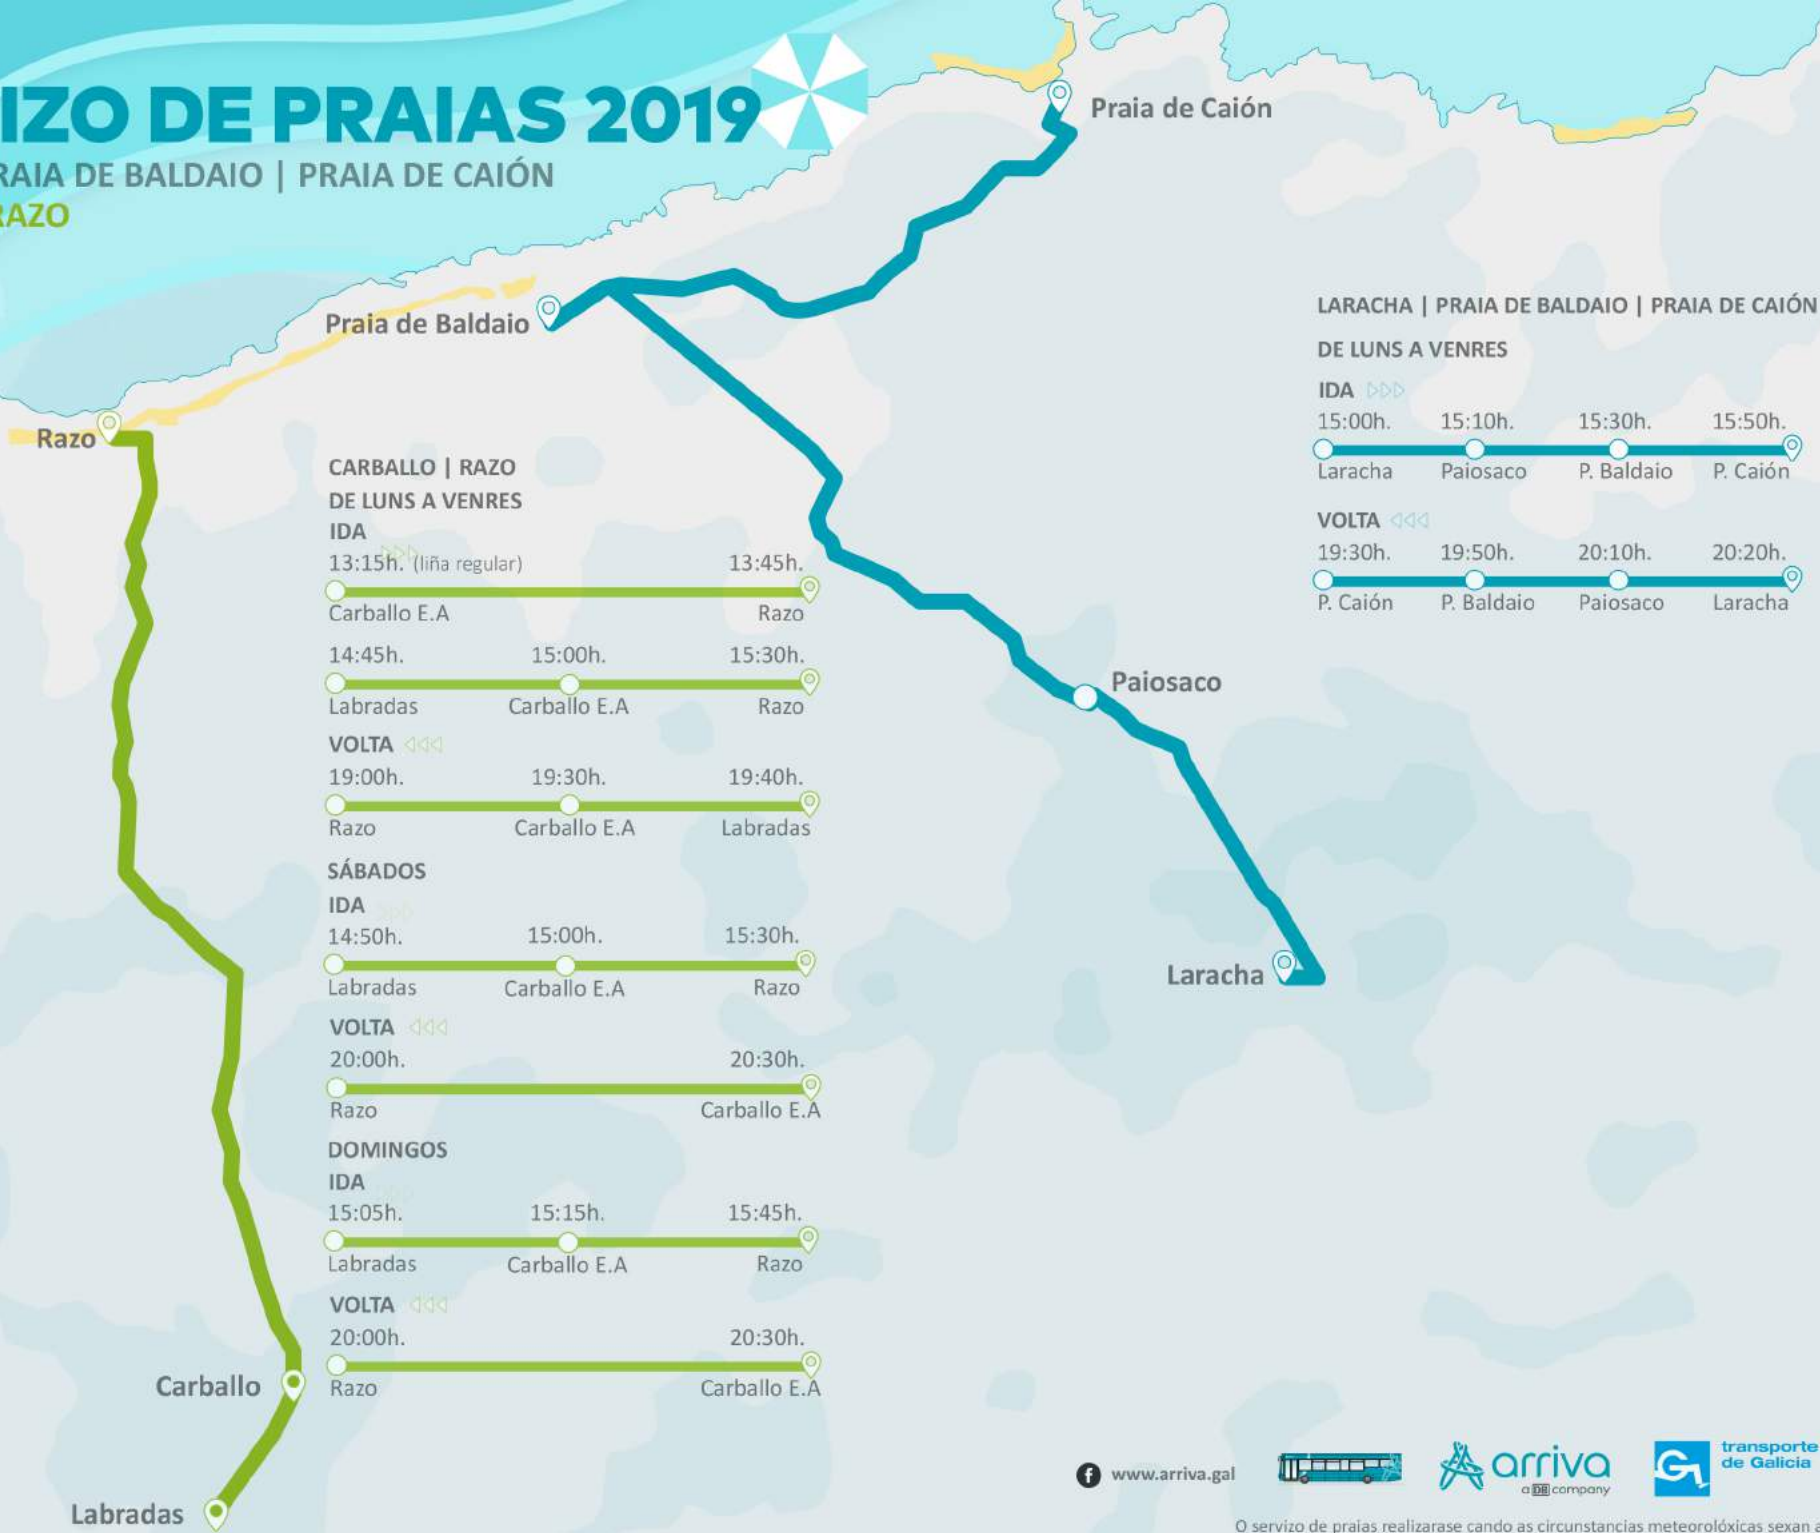 IZO DE PRAIAS 2019
RAIA DE BALDAIO | PRAIA DE CAIÓN
RAZO
Praia de Caión
Praia de Baldaio
Razo
Paiosaco
Laracha
Carballo
Labradas
CARBALLO | RAZO
DE LUNS A VENRES
IDA
13:15h. (liña regular) 13:45h.
Carballo E.A Razo
14:45h. 15:00h. 15:30h.
Labradas Carballo E.A Razo
VOLTA
19:00h. 19:30h. 19:40h.
Razo Carballo E.A Labradas
SÁBADOS
IDA
14:50h. 15:00h. 15:30h.
Labradas Carballo E.A Razo
VOLTA
20:00h. 20:30h.
Razo Carballo E.A
DOMINGOS
IDA
15:05h. 15:15h. 15:45h.
Labradas Carballo E.A Razo
VOLTA
20:00h. 20:30h.
Razo Carballo E.A
LARACHA | PRAIA DE BALDAIO | PRAIA DE CAIÓN
DE LUNS A VENRES
IDA
15:00h. 15:10h. 15:30h. 15:50h.
Laracha Paiosaco P. Baldaio P. Caión
VOLTA
19:30h. 19:50h. 20:10h. 20:20h.
P. Caión P. Baldaio Paiosaco Laracha
www.arriva.gal
arriva
a DB company
transporte
de Galicia
O servizo de praias realizarase cando as circunstancias meteorolóxicas sexan a